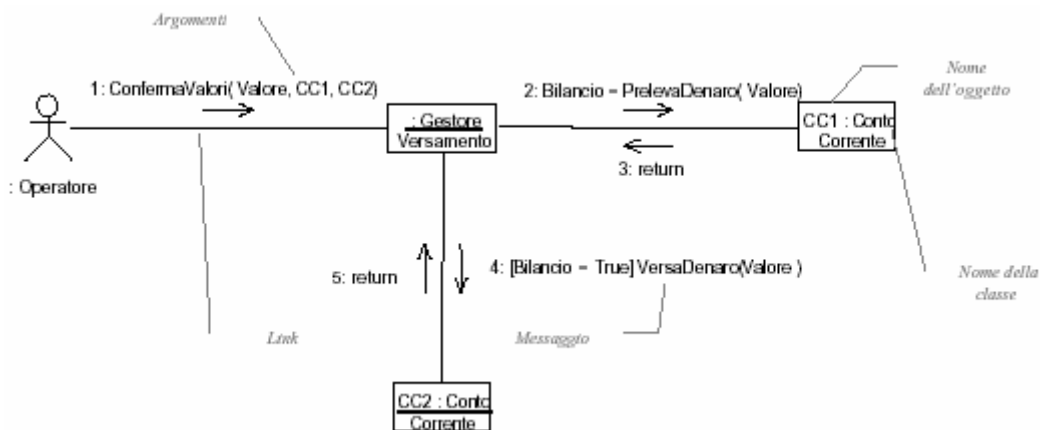 Argomenti
1: ConfermaValori( Valore, CC1, CC2)
2: Bilancio = PrelevaDenaro( Valore)
Nome
dell'oggetto
: Gestore
Versamento
CC1 : Conto
Corrente
3: return
: Operatore
5: return
4: [Bilancio = True] VersaDenaro(Valore )
Nome della
classe
Link
Messaggio
CC2 : Conto
Corrente